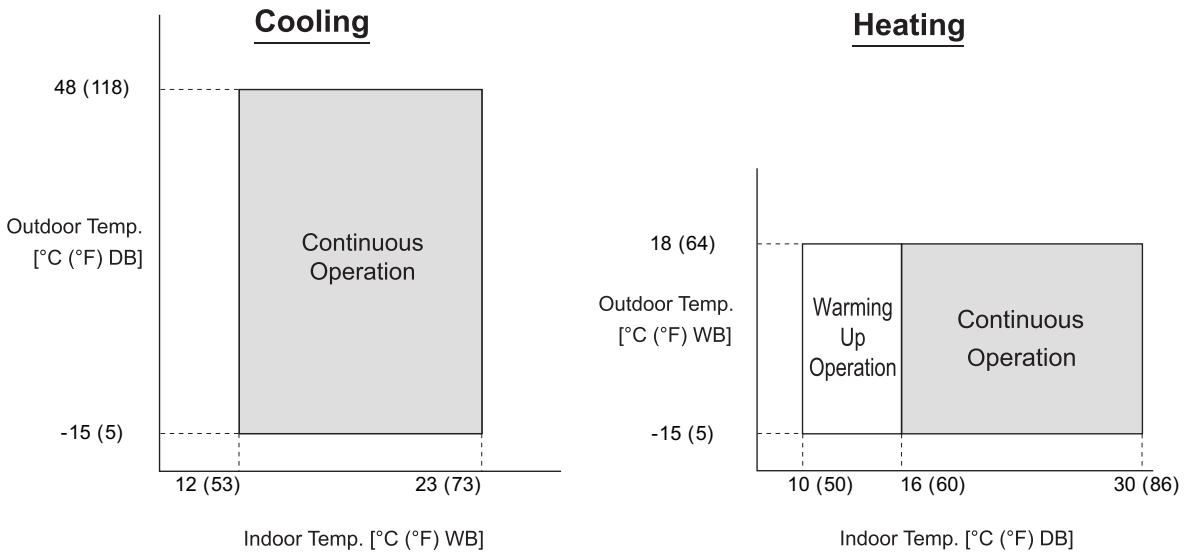 Cooling
48 (118)
Outdoor Temp.
[°C (°F) DB]
Continuous
Operation
-15 (5)
12 (53)
23 (73)
Indoor Temp. [°C (°F) WB]
Heating
18 (64)
Outdoor Temp.
[°C (°F) WB]
Warming
Up
Operation
Continuous
Operation
-15 (5)
10 (50)
16 (60)
30 (86)
Indoor Temp. [°C (°F) DB]